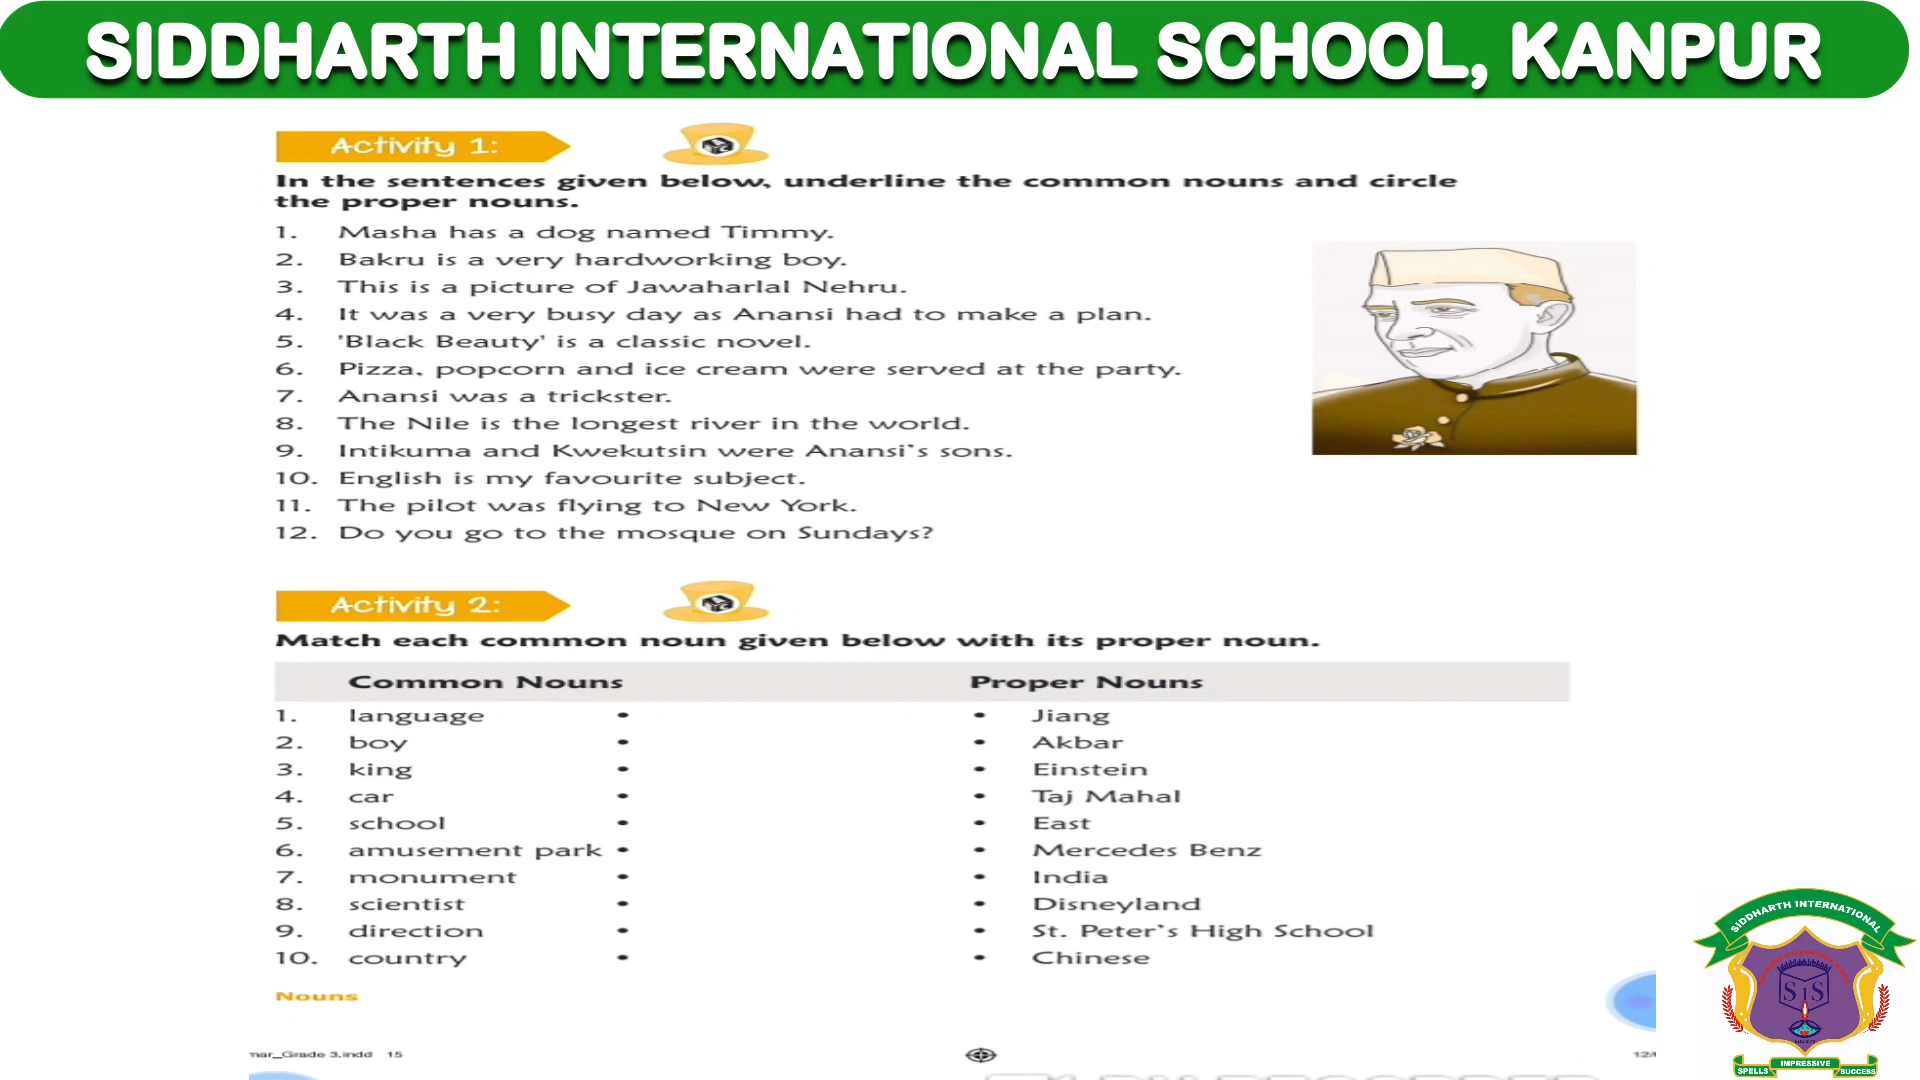 SIDDHARTH INTERNATIONAL SCHOOL, KANPUR
Activity 1:
In the sentences given below, underline the common nouns and circle
the proper nouns.
1. Masha has a dog named Timmy.
2. Bakru is a very hardworking boy.
3. This is a picture of Jawaharlal Nehru.
4. It was a very busy day as Anansi had to make a plan.
5. 'Black Beauty' is a classic novel.
6. Pizza, popcorn and ice cream were served at the party.
7. Anansi was a trickster.
8. The Nile is the longest river in the world.
9. Intikuma and Kwekutsin were Anansi's sons.
10. English is my favourite subject.
11. The pilot was flying to New York.
12. Do you go to the mosque on Sundays?
Activity 2:
Match each common noun given below with its proper noun.
Common Nouns Proper Nouns
1. language • • Jiang
2. boy • • Akbar
3. king • • Einstein
4. car • • Taj Mahal
5. school • • East
6. amusement park • • Mercedes Benz
7. monument • • India
8. scientist • • Disneyland
9. direction • • St. Peter's High School
10. country • • Chinese
Nouns
mar_Grade 3.indd 15
SIDDHARTH INTERNATIONAL
SIS
SPELLS IMPRESSIVE SUCCESS